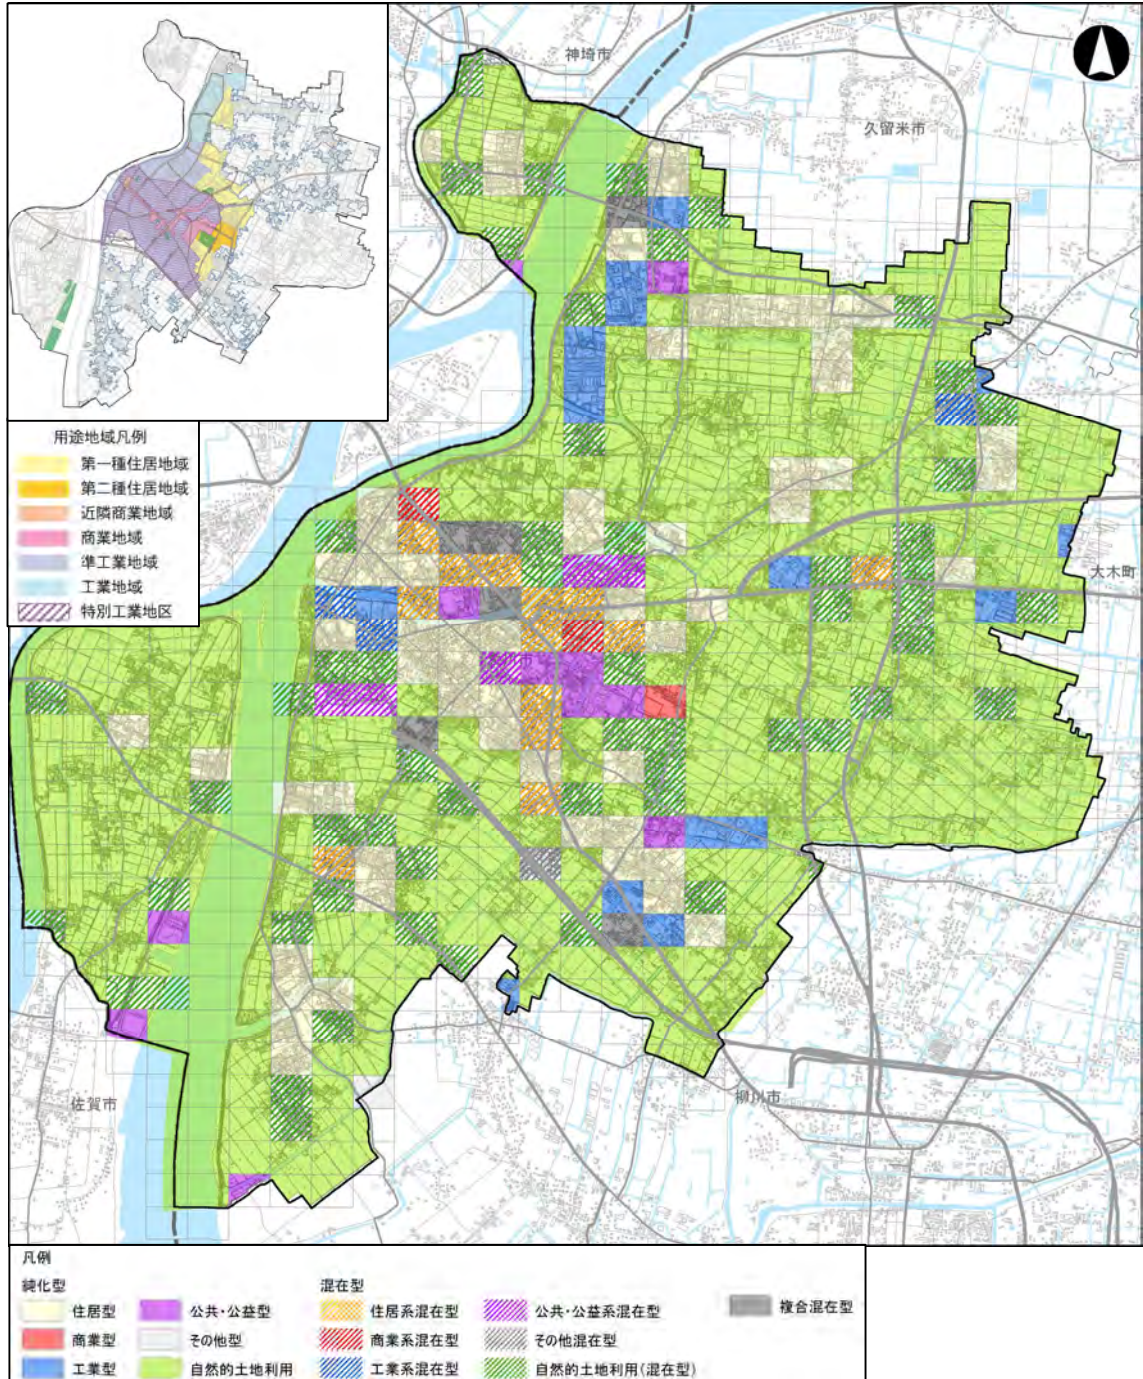 神埼市
久留米市
用途地域凡例
第一種住居地域
第二種住居地域
近隣商業地域
商業地域
準工業地域
工業地域
特別工業地区
大木町
佐賀市
柳川市
凡例
純化型
混在型
住居型
公共・公益型
住居系混在型
公共・公益系混在型
複合混在型
商業型
その他型
商業系混在型
その他混在型
工業型
自然的土地利用
工業系混在型
自然的土地利用(混在型)